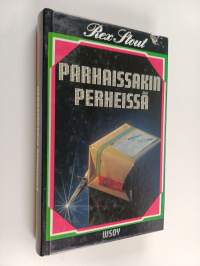 Rex Stout
PARHAISSAKIN
PERHEISSÄ
WSOY